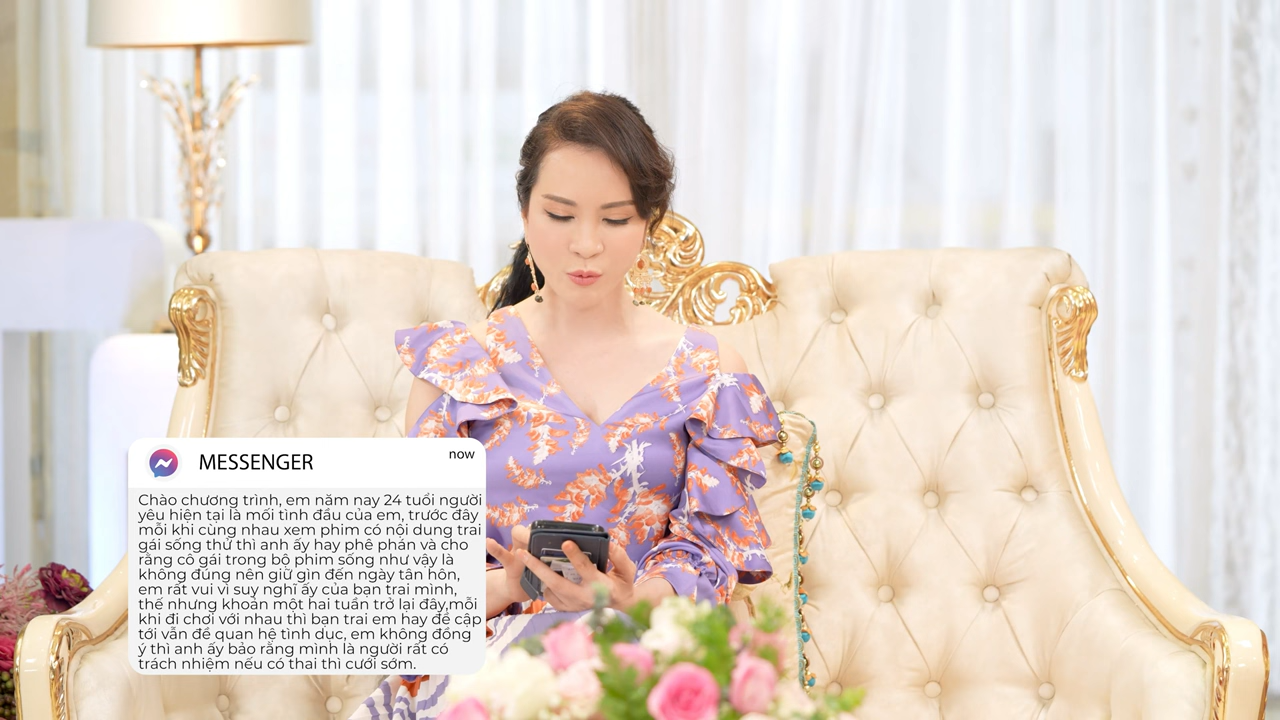 MESSENGER
now
Chào chương trình, em năm nay 24 tuổi người
yêu hiện tại là mối tình đầu của em, trước đây
mỗi khi cùng nhau xem phim có nội dung trai
gái sống thử thì anh ấy hay phê phán và cho
rằng cô gái trong bộ phim sống như vậy là
không đúng nên giữ gìn đến ngày tân hôn,
em rất vui vì suy nghĩ ấy của bạn trai mình,
thế nhưng khoản một hai tuần trở lại đây mỗi
khi đi chơi với nhau thì bạn trai em hay đề cập
tới vẫn đề quan hệ tình dục, em không đồng
ý thì anh ấy bảo rằng mình là người rất có
trách nhiệm nếu có thai thì cưới sớm.